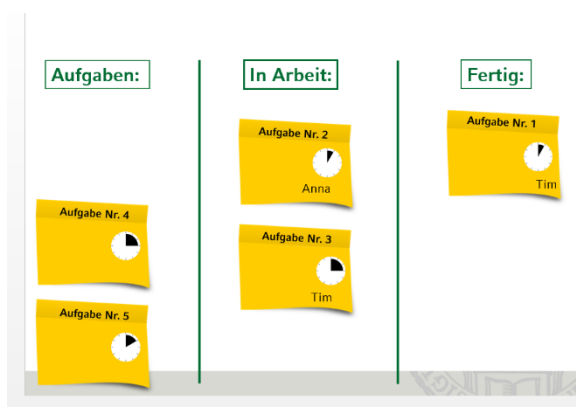 Aufgaben:
In Arbeit:
Fertig:
Aufgabe Nr. 1
Tim
Aufgabe Nr. 2
Anna
Aufgabe Nr. 3
Tim
Aufgabe Nr. 4
Aufgabe Nr. 5